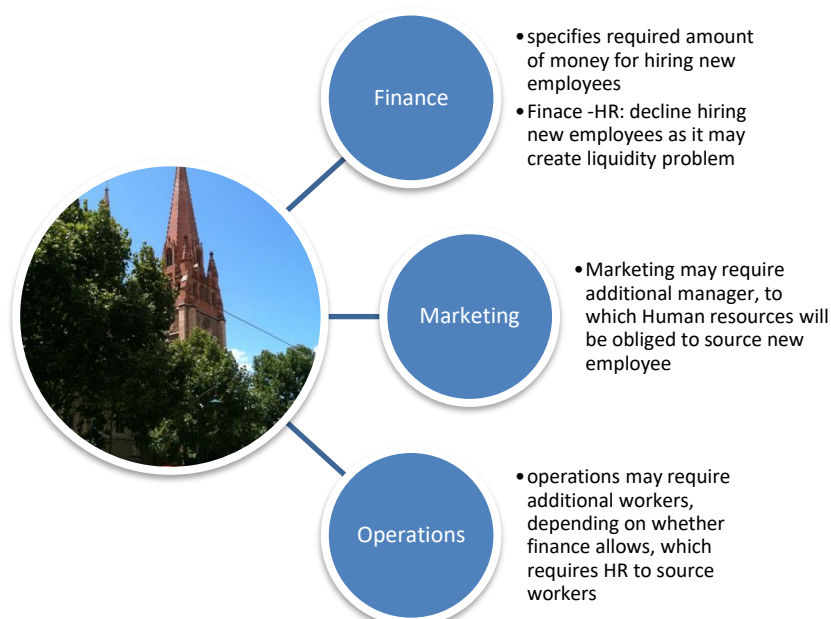 Finance
•specifies required amount
of money for hiring new
employees
•Finace -HR: decline hiring
new employees as it may
create liquidity problem
Marketing
•Marketing may require
additional manager, to
which Human resources will
be obliged to source new
employee
Operations
•operations may require
additional workers,
depending on whether
finance allows, which
requires HR to source
workers